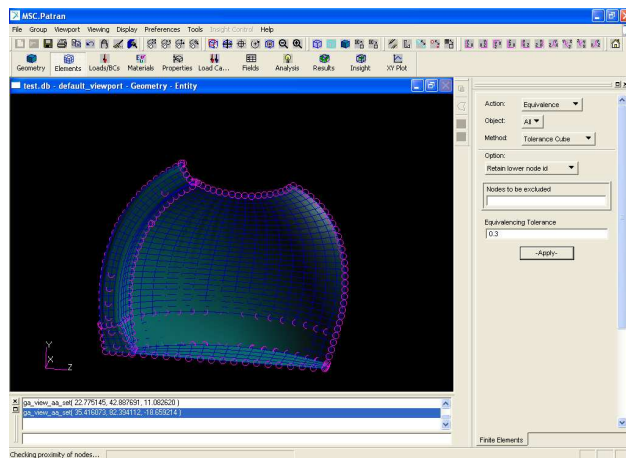 MSC.Patran
File Group Viewport Viewing Display Preferences Tools Insight Control Help
Geometry Elements Loads/BCs Materials Properties Load Ca... Fields Analysis Results Insight XY Plot
test.db - default_viewport - Geometry - Entity
Action: Equivalence
Object: All
Method: Tolerance Cube
Option:
Retain lower node id
Nodes to be excluded
Equivalencing Tolerance
0.3
-Apply-
Y
X
Z
ga_view_aa_set( 22.775145, 42.887691, 11.082620 )
ga_view_aa_set( 35.416073, 82.394112, -18.659214 )
Finite Elements
Checking proximity of nodes...